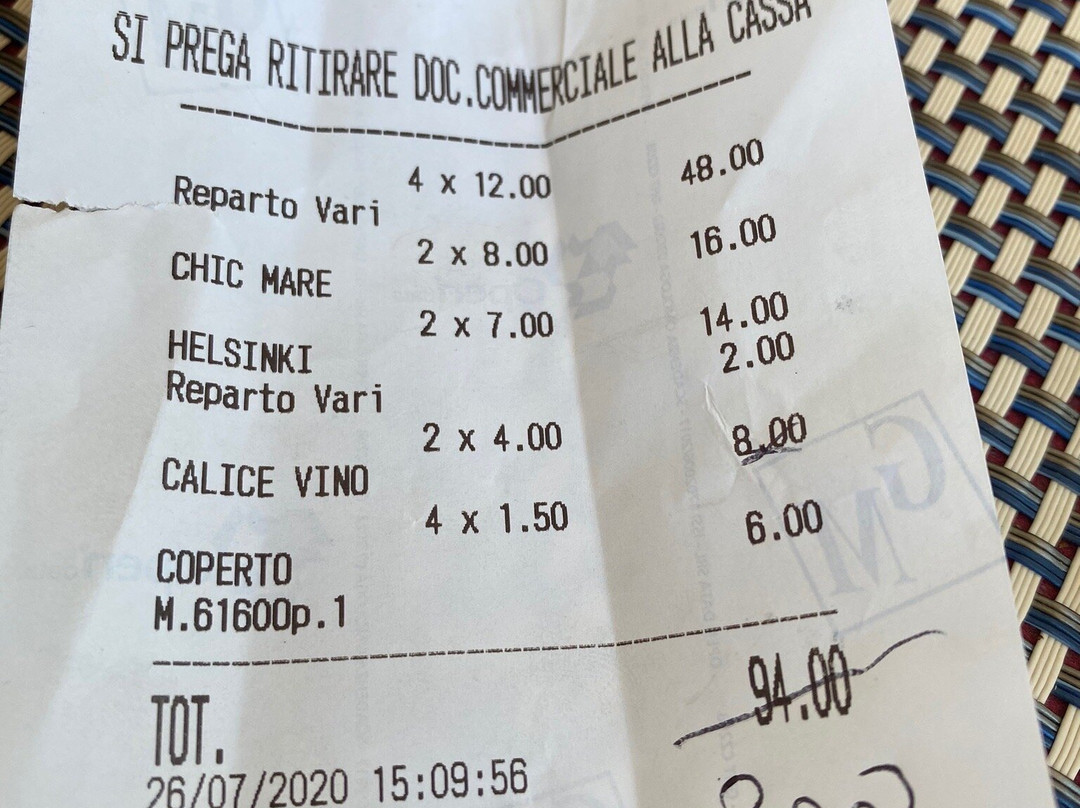 SI PREGA RITIRARE DOC.COMMERCIALE ALLA CASSA
4 x 12.00 48.00
Reparto Vari
2 x 8.00 16.00
CHIC MARE
2 x 7.00 14.00
HELSINKI
Reparto Vari 2.00
2 x 4.00 8.00
CALICE VINO
4 x 1.50 6.00
COPERTO
M.61600p.1
TOT. 94.00
26/07/2020 15:09:56
GM